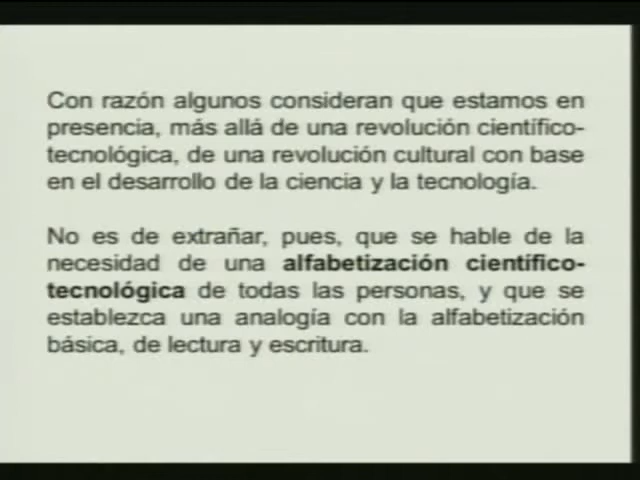 Con razón algunos consideran que estamos en
presencia, más allá de una revolución científico-
tecnológica, de una revolución cultural con base
en el desarrollo de la ciencia y la tecnología.
No es de extrañar, pues, que se hable de la
necesidad de una alfabetización científico-
tecnológica de todas las personas, y que se
establezca una analogía con la alfabetización
básica, de lectura y escritura.